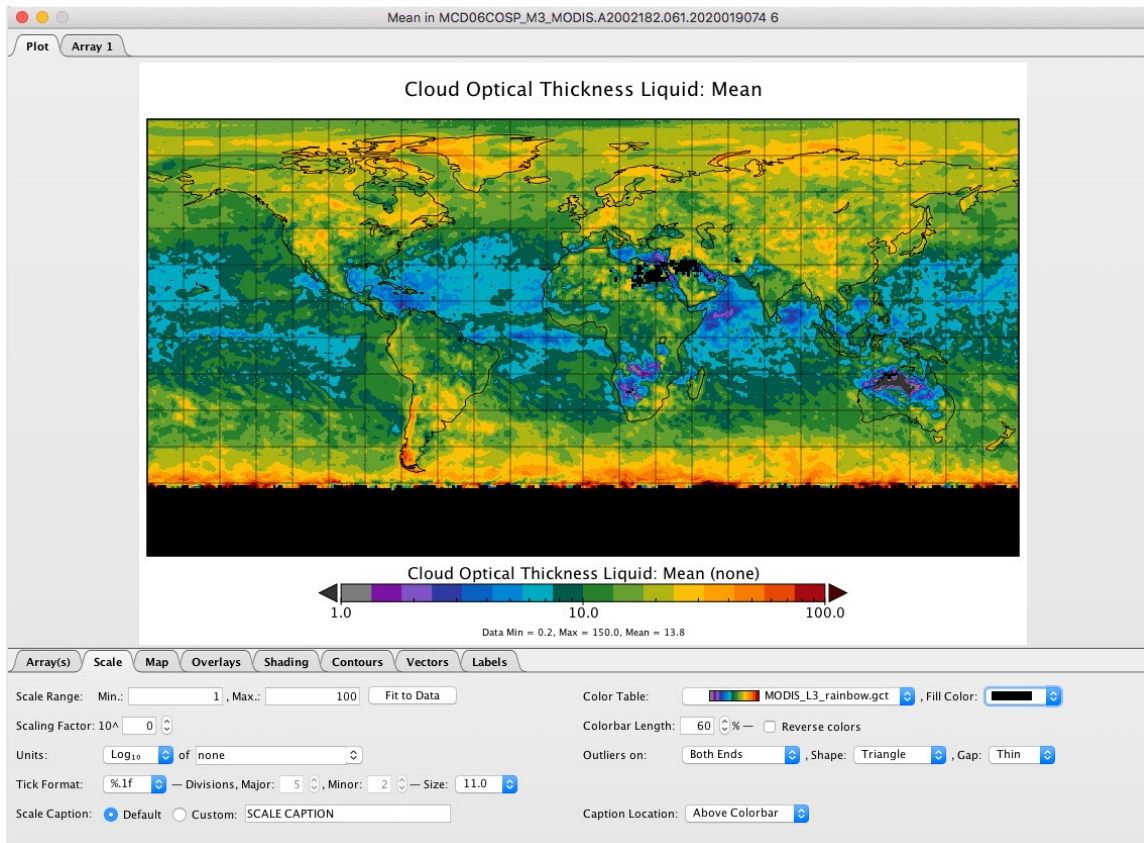 Mean in MCD06COSP_M3_MODIS.A2002182.061.2020019074 6
Plot Array 1
Cloud Optical Thickness Liquid: Mean
Cloud Optical Thickness Liquid: Mean (none)
1.0 10.0 100.0
Data Min = 0.2, Max = 150.0, Mean = 13.8
Array(s) Scale Map Overlays Shading Contours Vectors Labels
Scale Range: Min.: 1 , Max.: 100 Fit to Data Color Table: MODIS_L3_rainbow.gct , Fill Color:
Scaling Factor: 10^ 0 Colorbar Length: 60 % — Reverse colors
Units: Log₁₀ of none Outliers on: Both Ends , Shape: Triangle , Gap: Thin
Tick Format: %.1f — Divisions, Major: 5 , Minor: 2 — Size: 11.0
Scale Caption: Default Custom: SCALE CAPTION Caption Location: Above Colorbar